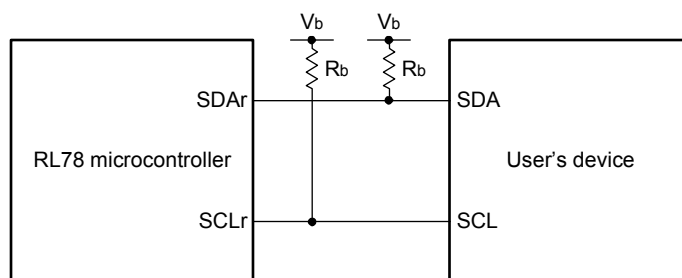 Vb Vb
Rb Rb
SDAr SDA
RL78 microcontroller User’s device
SCLr SCL